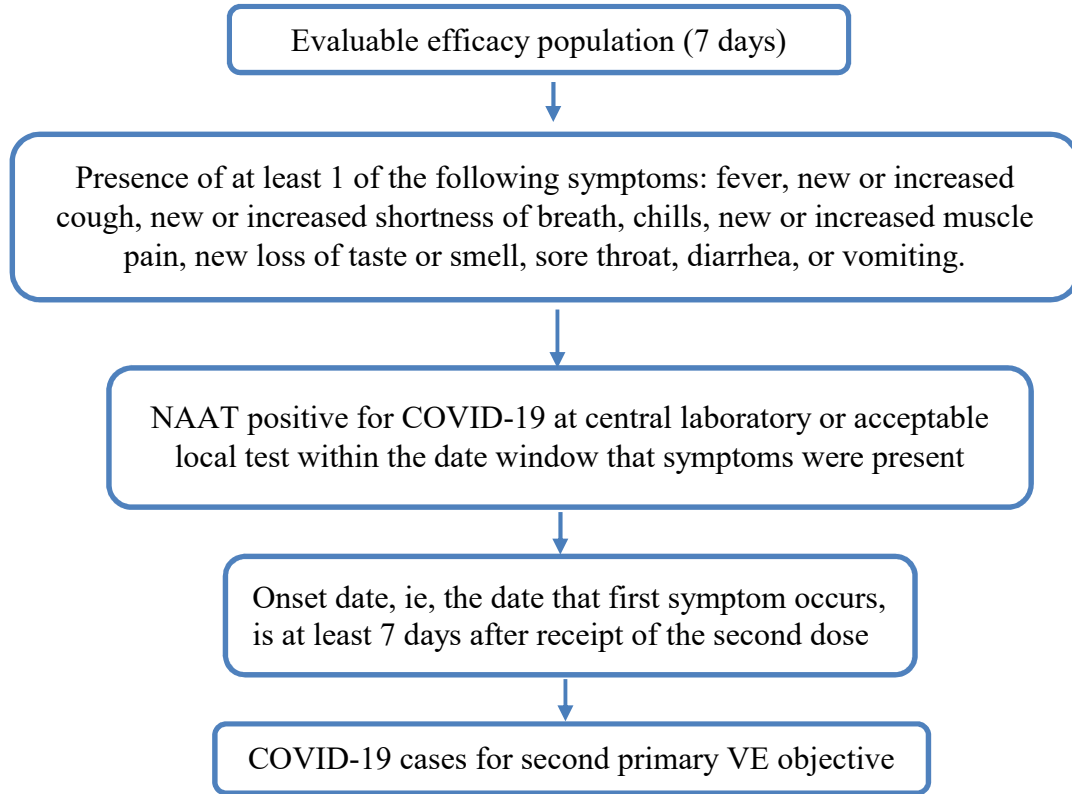 Evaluable efficacy population (7 days)
Presence of at least 1 of the following symptoms: fever, new or increased
cough, new or increased shortness of breath, chills, new or increased muscle
pain, new loss of taste or smell, sore throat, diarrhea, or vomiting.
NAAT positive for COVID-19 at central laboratory or acceptable
local test within the date window that symptoms were present
Onset date, ie, the date that first symptom occurs,
is at least 7 days after receipt of the second dose
COVID-19 cases for second primary VE objective